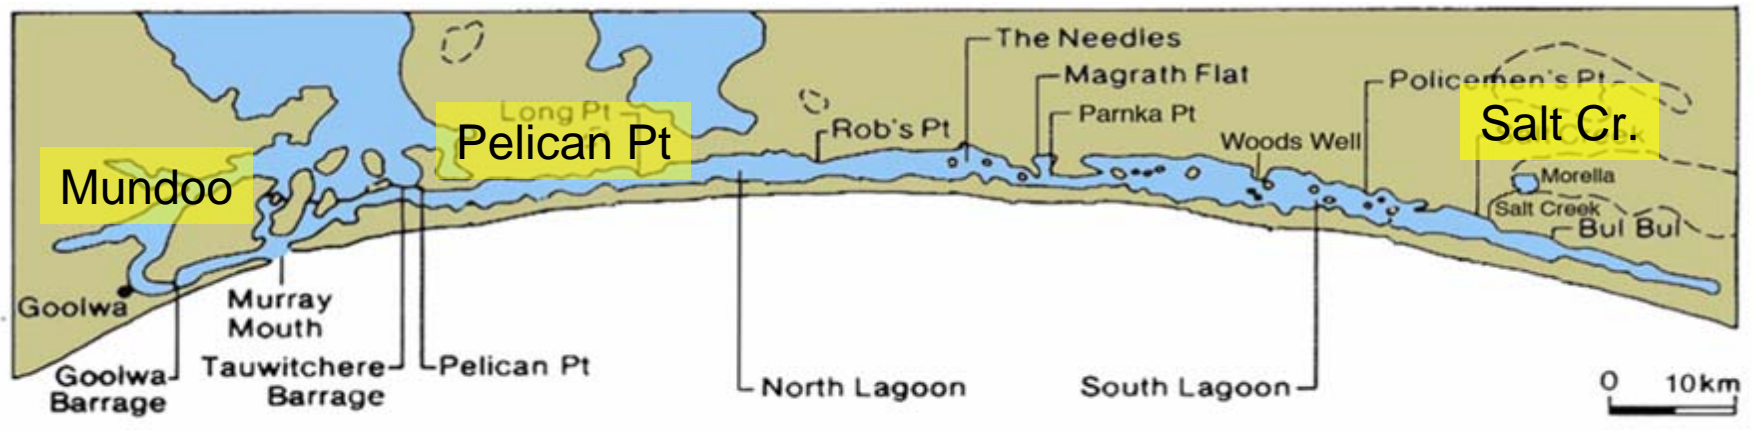 The Needles
Magrath Flat
Policemen's Pt
Long Pt
Parnka Pt
Salt Cr.
Rob's Pt
Pelican Pt
Woods Well
Salt Creek
Mundoo
Morella
Salt Creek
Bul Bul
Goolwa
Murray
Mouth
Goolwa
Barrage
Tauwitchere
Barrage
Pelican Pt
North Lagoon
South Lagoon
0 10km